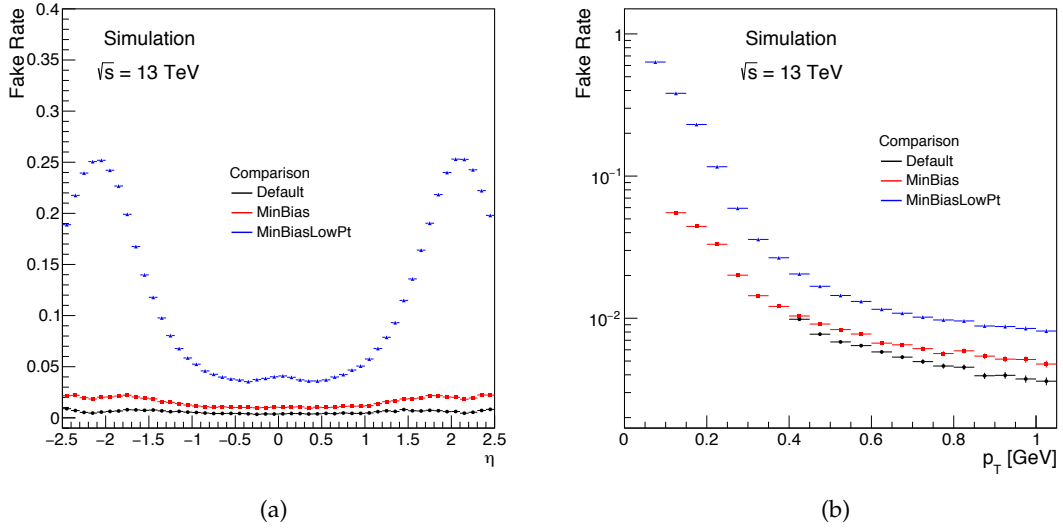 Fake Rate
0.4
0.35
0.3
0.25
0.2
0.15
0.1
0.05
0
Simulation
√s = 13 TeV
Comparison
Default
MinBias
MinBiasLowPt
−2.5 −2 −1.5 −1 −0.5 0 0.5 1 1.5 2 2.5
η
(a)
Fake Rate
1
10⁻¹
10⁻²
Simulation
√s = 13 TeV
Comparison
Default
MinBias
MinBiasLowPt
0 0.2 0.4 0.6 0.8 1
p_T [GeV]
(b)